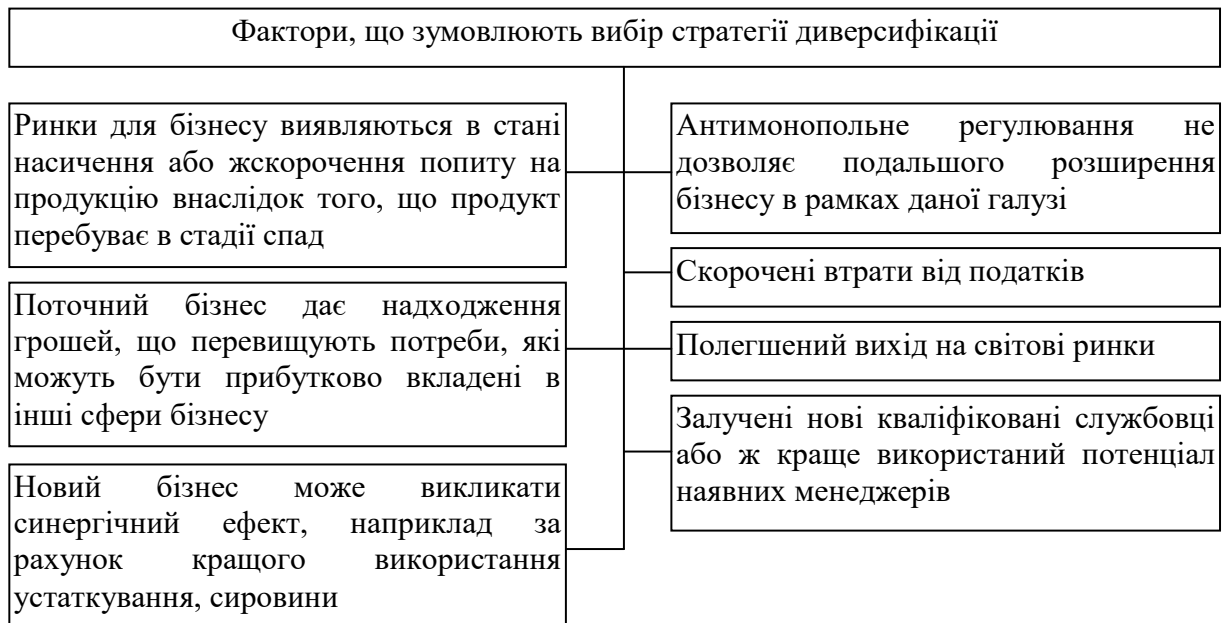 Фактори, що зумовлюють вибір стратегії диверсифікації
Ринки для бізнесу виявляються в стані
насичення або жскорочення попиту на
продукцію внаслідок того, що продукт
перебуває в стадії спад
Поточний бізнес дає надходження
грошей, що перевищують потреби, які
можуть бути прибутково вкладені в
інші сфери бізнесу
Новий бізнес може викликати
синергічний ефект, наприклад за
рахунок кращого використання
устаткування, сировини
Антимонопольне регулювання не
дозволяє подальшого розширення
бізнесу в рамках даної галузі
Скорочені втрати від податків
Полегшений вихід на світові ринки
Залучені нові кваліфіковані службовці
або ж краще використаний потенціал
наявних менеджерів